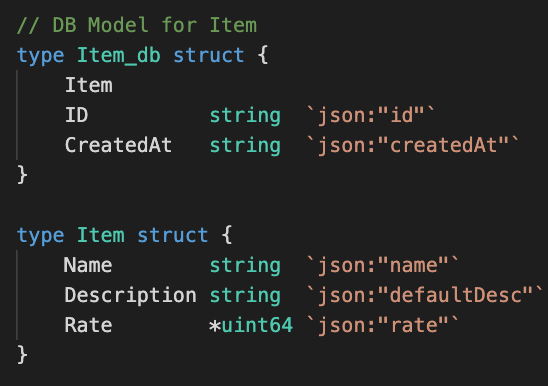 // DB Model for Item
type Item_db struct {
    Item
    ID          string  `json:"id"`
    CreatedAt   string  `json:"createdAt"`
}

type Item struct {
    Name        string  `json:"name"`
    Description string  `json:"defaultDesc"`
    Rate        *uint64 `json:"rate"`
}